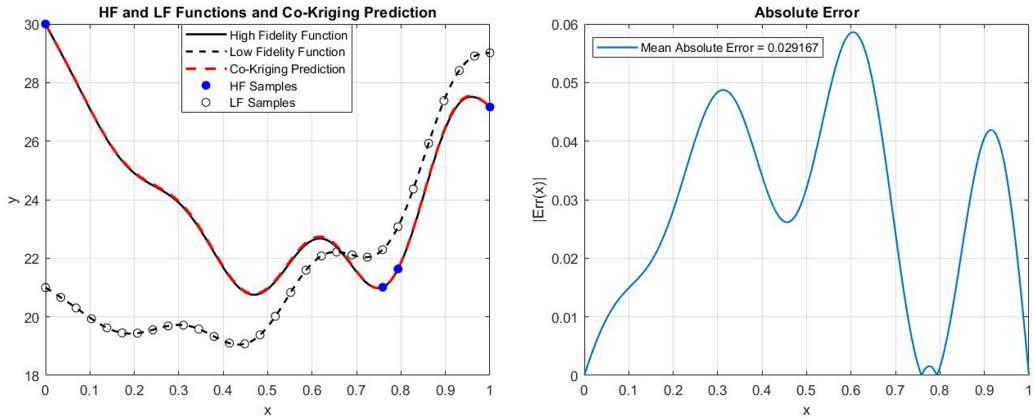 HF and LF Functions and Co-Kriging Prediction
30
28
26
24
22
20
18
y
High Fidelity Function
Low Fidelity Function
Co-Kriging Prediction
HF Samples
LF Samples
0 0.1 0.2 0.3 0.4 0.5 0.6 0.7 0.8 0.9 1
x
Absolute Error
0.06
0.05
0.04
0.03
0.02
0.01
0
|Err(x)|
Mean Absolute Error = 0.029167
0 0.1 0.2 0.3 0.4 0.5 0.6 0.7 0.8 0.9 1
x